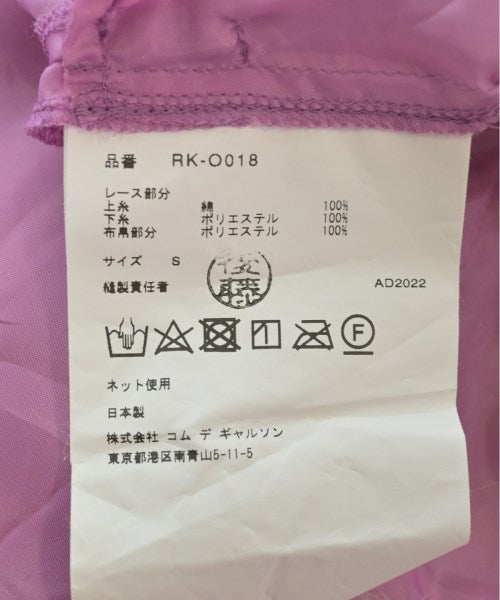 品番 RK-O018
レース部分
上糸 綿 100%
下糸 ポリエステル 100%
布帛部分 ポリエステル 100%
サイズ S
後藤
縫製責任者 AD2022
F
ネット使用
日本製
株式会社 コム デ ギャルソン
東京都港区南青山5-11-5